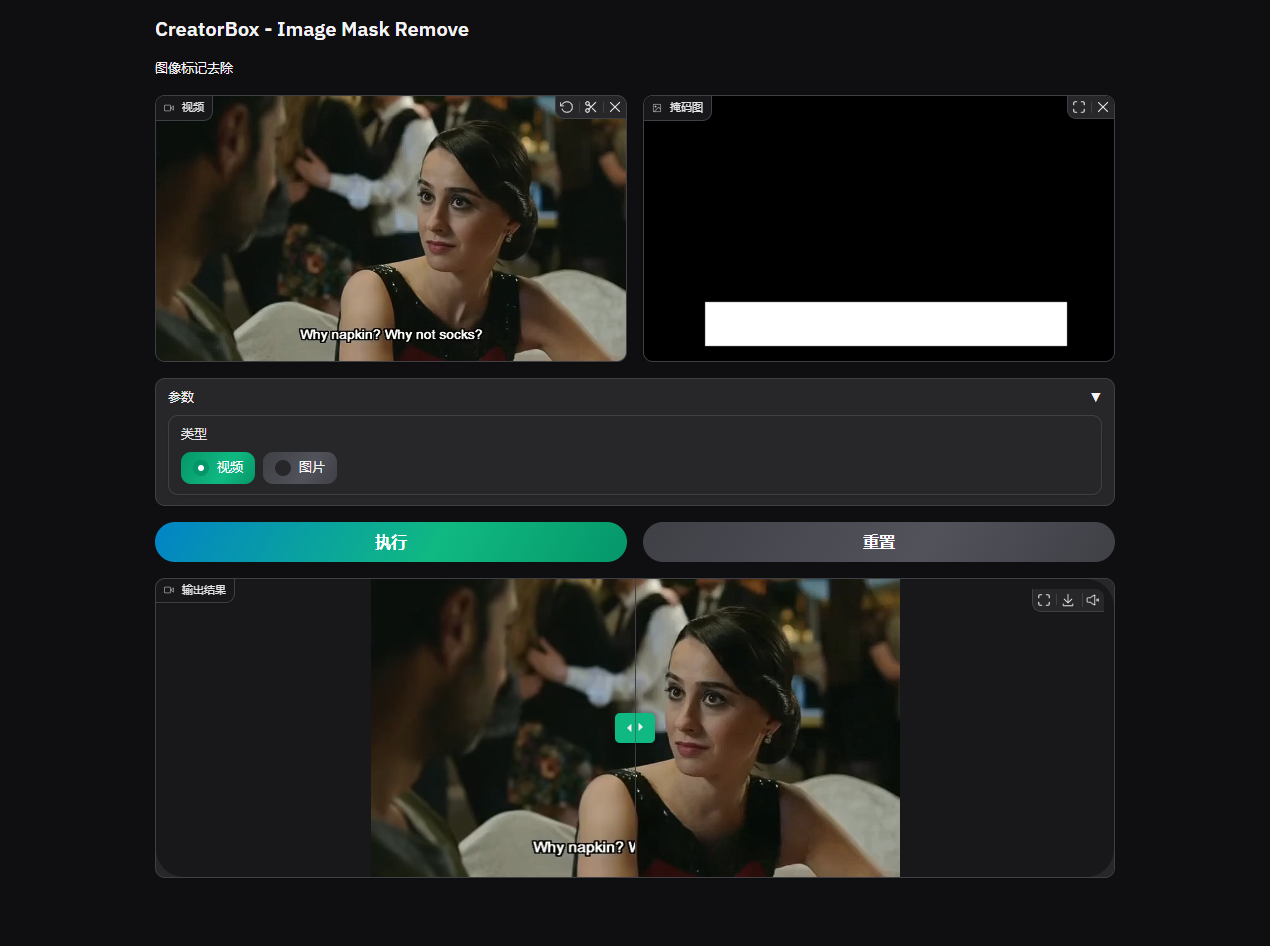 CreatorBox - Image Mask Remove
图像标记去除
视频
掩码图
Why napkin? Why not socks?
参数 ▼
类型
视频 图片
执行 重置
输出结果
Why napkin? W